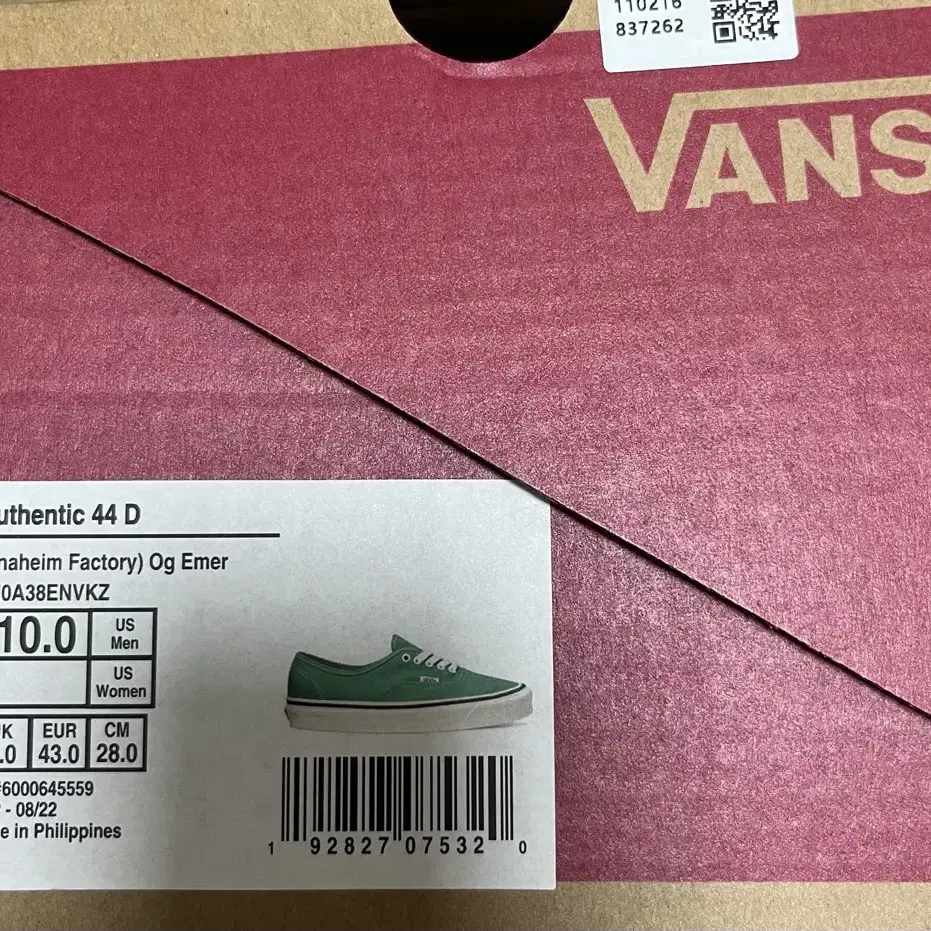 110216
837262
VANS
uthentic 44 D
naheim Factory) Og Emer
0A38ENVKZ
10.0 US Men
US Women
UK EUR CM
.0 43.0 28.0
#6000645559
- 08/22
e in Philippines
1 92827 07532 0